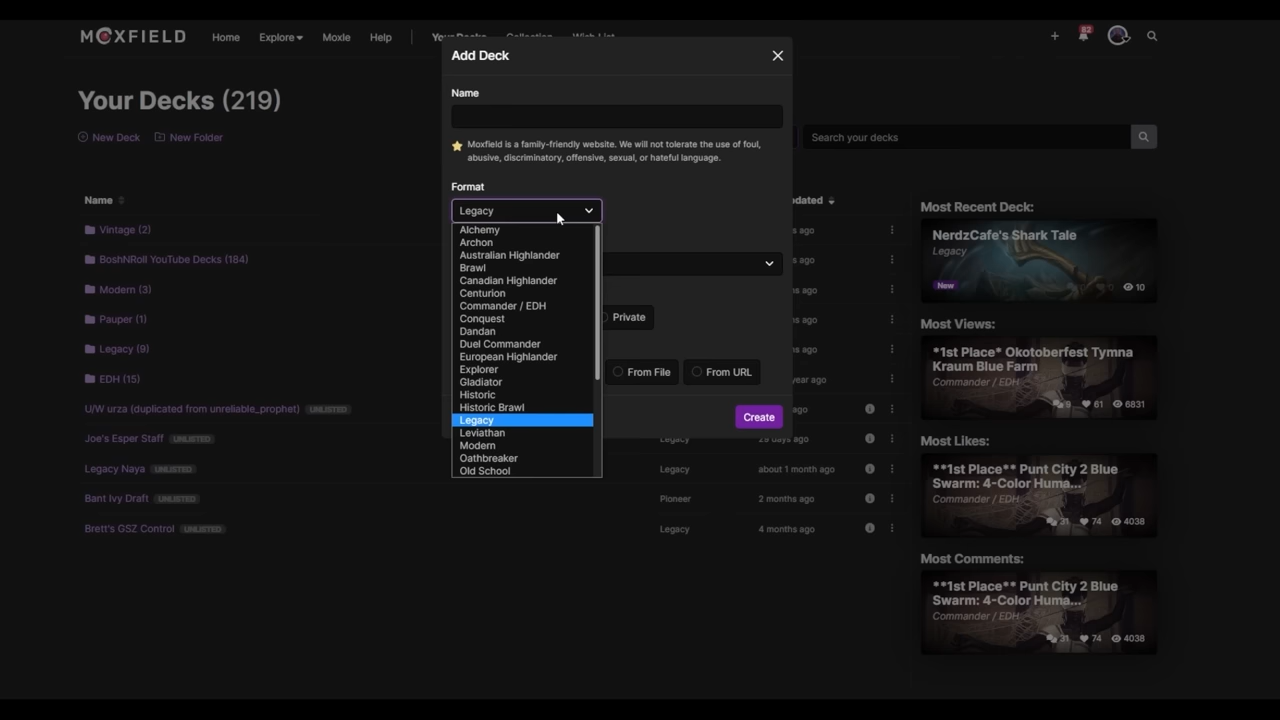 MOXFIELD
Home
Explore
Moxle
Help
82
Your Decks (219)
New Deck
New Folder
Search your decks
Name
Vintage (2)
BoshNRoll YouTube Decks (184)
Modern (3)
Pauper (1)
Legacy (9)
EDH (15)
U/W urza (duplicated from unreliable_prophet) UNLISTED
Joe's Esper Staff UNLISTED
Legacy 29 days ago
Legacy Naya UNLISTED
Legacy about 1 month ago
Bant Ivy Draft UNLISTED
Pioneer 2 months ago
Brett's GSZ Control UNLISTED
Legacy 4 months ago
Add Deck
Name
Moxfield is a family-friendly website. We will not tolerate the use of foul,
abusive, discriminatory, offensive, sexual, or hateful language.
Format
Legacy
Alchemy
Archon
Australian Highlander
Brawl
Canadian Highlander
Centurion
Commander / EDH
Conquest
Dandan
Duel Commander
European Highlander
Explorer
Gladiator
Historic
Historic Brawl
Legacy
Leviathan
Modern
Oathbreaker
Old School
Private
From File
From URL
Create
Most Recent Deck:
NerdzCafe's Shark Tale
Legacy
New
10
Most Views:
*1st Place* Okotoberfest Tymna
Kraum Blue Farm
Commander / EDH
9 61 6831
Most Likes:
**1st Place** Punt City 2 Blue
Swarm: 4-Color Huma...
Commander / EDH
31 74 4038
Most Comments:
**1st Place** Punt City 2 Blue
Swarm: 4-Color Huma...
Commander / EDH
31 74 4038